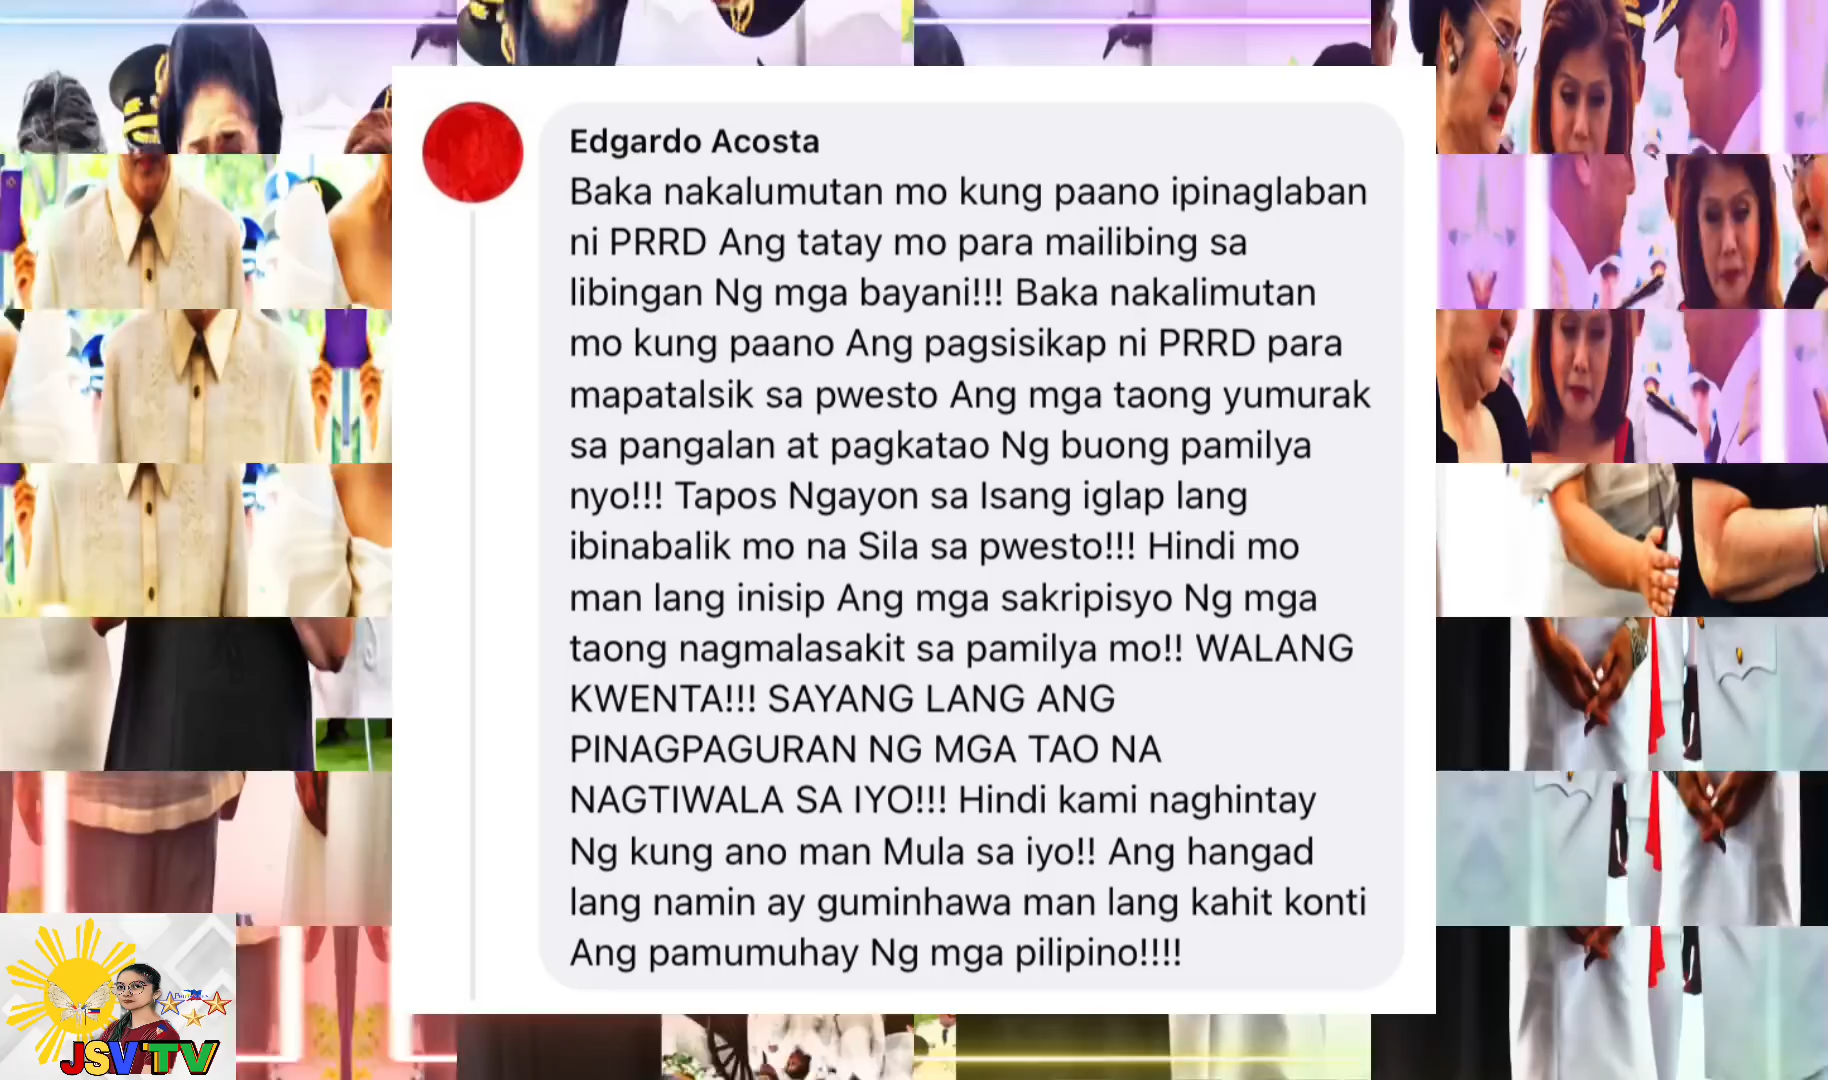 Edgardo Acosta
Baka nakalumutan mo kung paano ipinaglaban
ni PRRD Ang tatay mo para mailibing sa
libingan Ng mga bayani!!! Baka nakalimutan
mo kung paano Ang pagsisikap ni PRRD para
mapatalsik sa pwesto Ang mga taong yumurak
sa pangalan at pagkatao Ng buong pamilya
nyo!!! Tapos Ngayon sa Isang iglap lang
ibinabalik mo na Sila sa pwesto!!! Hindi mo
man lang inisip Ang mga sakripisyo Ng mga
taong nagmalasakit sa pamilya mo!! WALANG
KWENTA!!! SAYANG LANG ANG
PINAGPAGURAN NG MGA TAO NA
NAGTIWALA SA IYO!!! Hindi kami naghintay
Ng kung ano man Mula sa iyo!! Ang hangad
lang namin ay guminhawa man lang kahit konti
Ang pamumuhay Ng mga pilipino!!!!
JSV TV